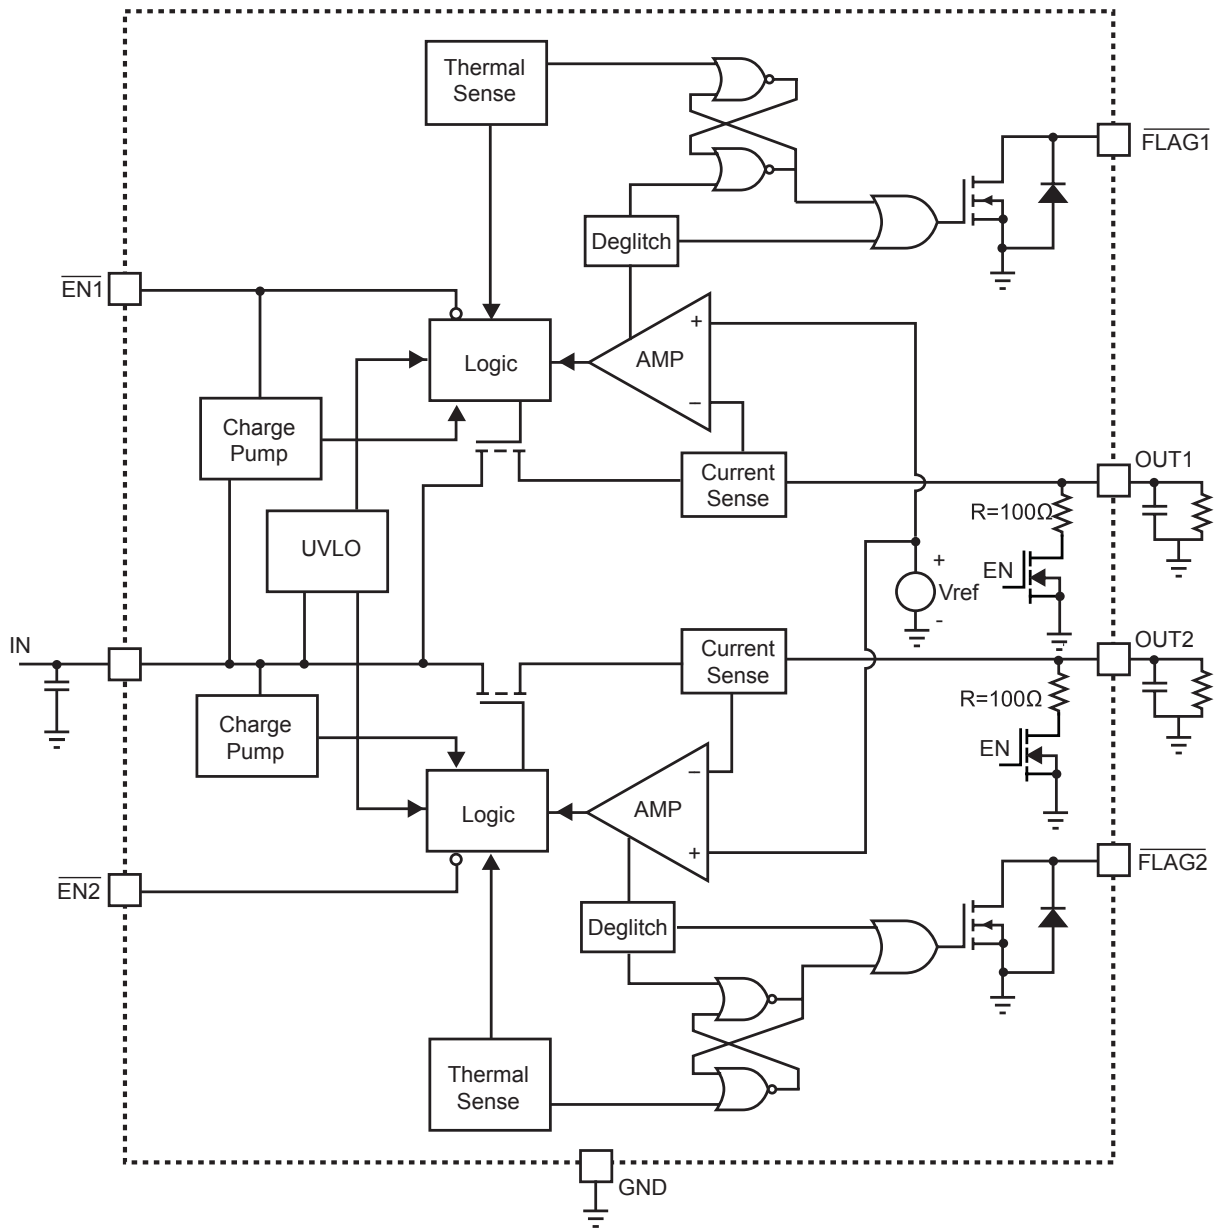 Thermal
Sense
FLAG1
Deglitch
EN1
+
Logic
AMP
−
Charge
Pump
Current
Sense
OUT1
R=100Ω
UVLO
EN
+
Vref
-
IN
OUT2
Current
Sense
R=100Ω
Charge
Pump
EN
−
Logic
AMP
+
FLAG2
EN2
Deglitch
Thermal
Sense
GND